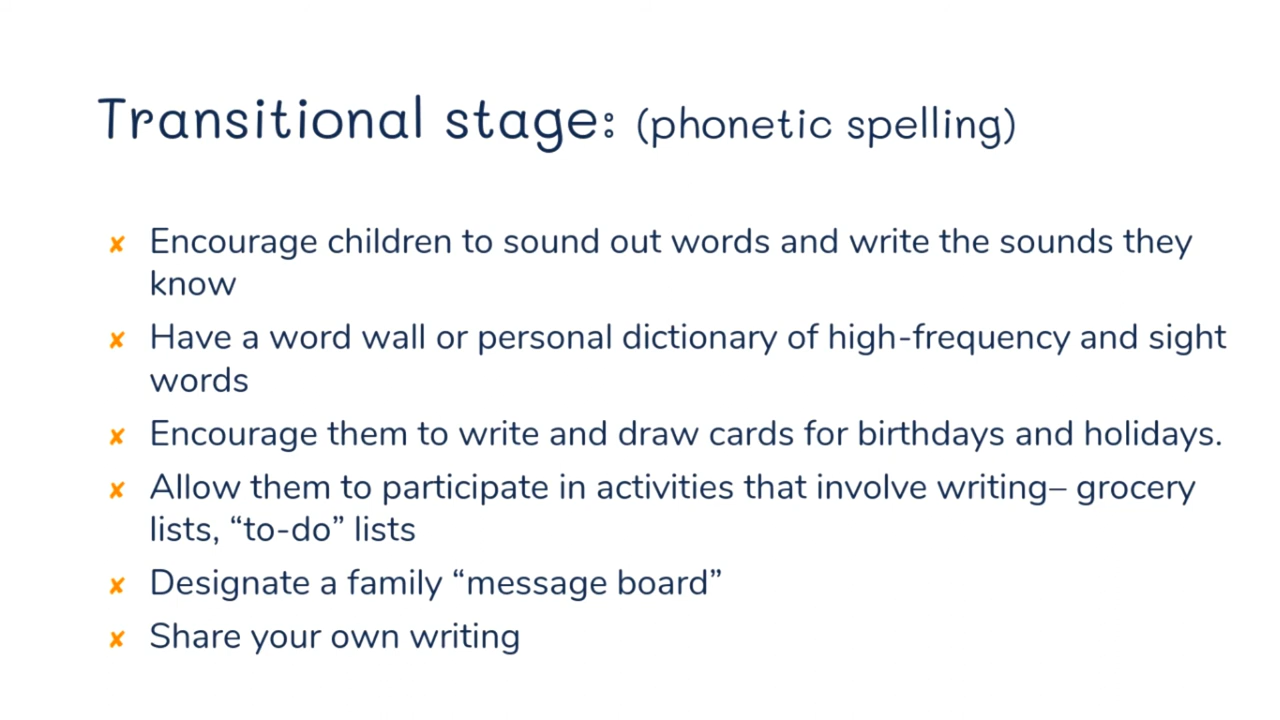 Transitional stage: (phonetic spelling)
✘ Encourage children to sound out words and write the sounds they
know
✘ Have a word wall or personal dictionary of high-frequency and sight
words
✘ Encourage them to write and draw cards for birthdays and holidays.
✘ Allow them to participate in activities that involve writing– grocery
lists, “to-do” lists
✘ Designate a family “message board”
✘ Share your own writing